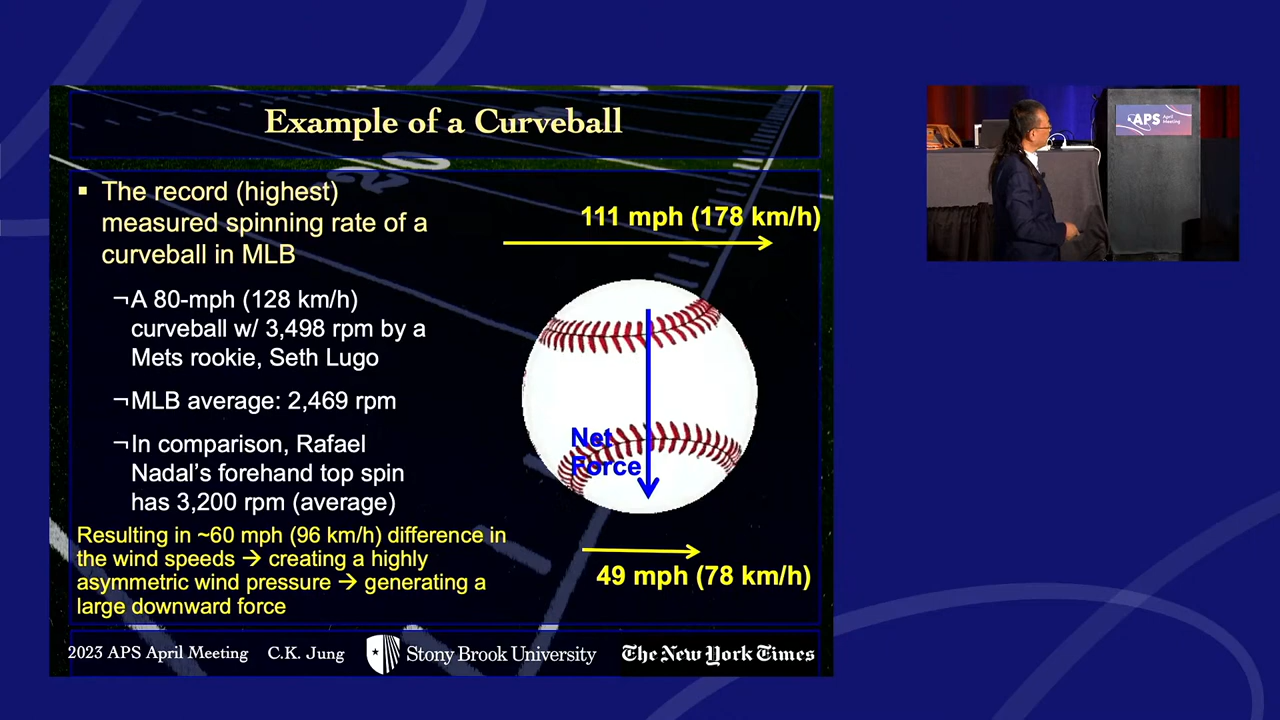 Example of a Curveball
▪ The record (highest)
measured spinning rate of a
curveball in MLB
¬A 80-mph (128 km/h)
curveball w/ 3,498 rpm by a
Mets rookie, Seth Lugo
¬MLB average: 2,469 rpm
¬In comparison, Rafael
Nadal's forehand top spin
has 3,200 rpm (average)
Resulting in ~60 mph (96 km/h) difference in
the wind speeds → creating a highly
asymmetric wind pressure → generating a
large downward force
111 mph (178 km/h)
Net
Force
49 mph (78 km/h)
2023 APS April Meeting C.K. Jung Stony Brook University The New York Times
APS April
Meeting